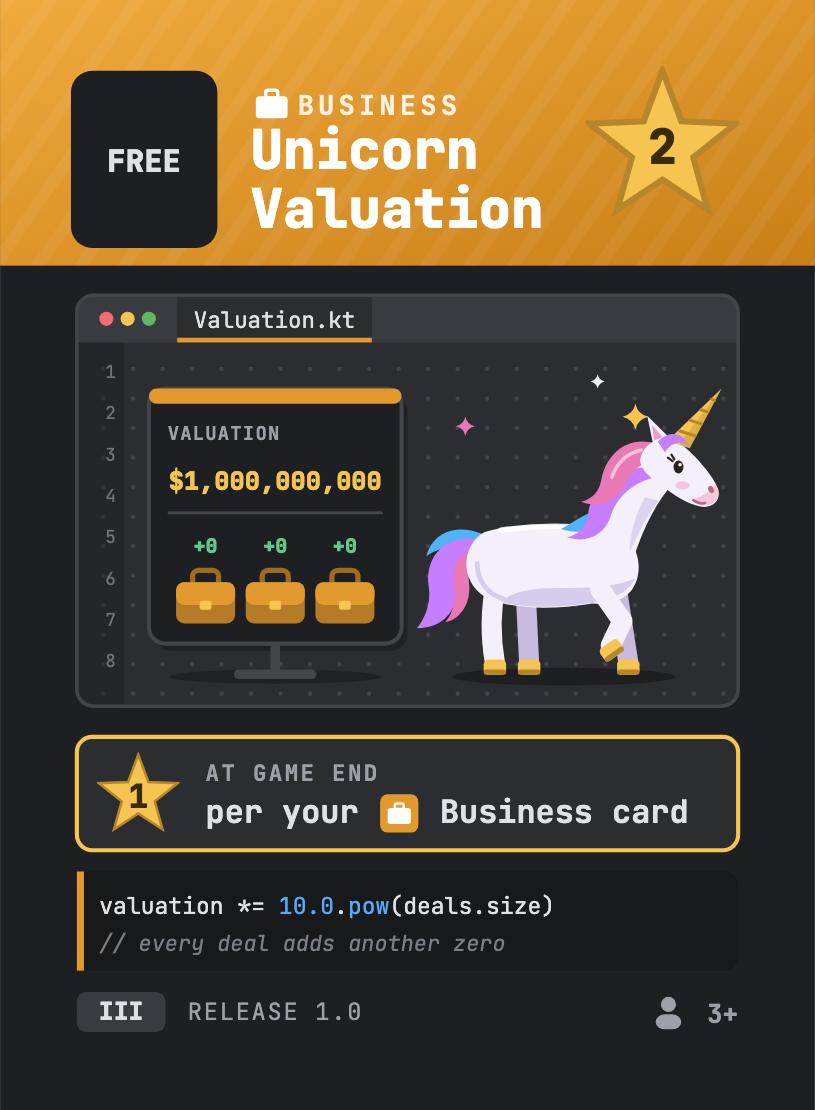 FREE
BUSINESS
Unicorn
Valuation
2
Valuation.kt
1
2
3
4
5
6
7
8
VALUATION
$1,000,000,000
+0 +0 +0
1
AT GAME END
per your Business card
valuation *= 10.0.pow(deals.size)
// every deal adds another zero
III RELEASE 1.0 3+